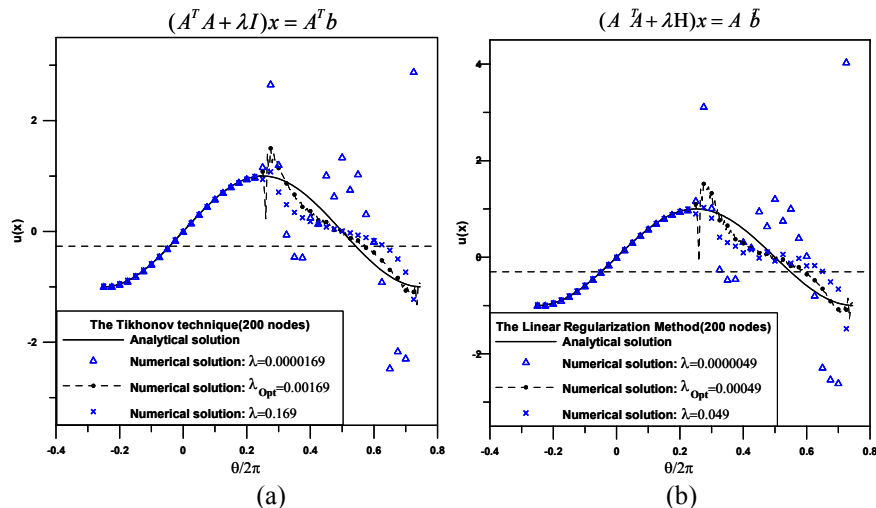 (A^T A + λI)x = A^T b
3
2
1
0
-1
-2
-3
u(x)
The Tikhonov technique(200 nodes)
Analytical solution
Numerical solution: λ=0.0000169
Numerical solution: λ_Opt=0.00169
Numerical solution: λ=0.169
-0.4 -0.2 0 0.2 0.4 0.6 0.8
θ/2π
(a)
(A ^T A + λH)x = A ^T b
4
2
0
-2
u(x)
The Linear Regularization Method(200 nodes)
Analytical solution
Numerical solution: λ=0.0000049
Numerical solution: λ_Opt=0.00049
Numerical solution: λ=0.049
-0.4 -0.2 0 0.2 0.4 0.6 0.8
θ/2π
(b)